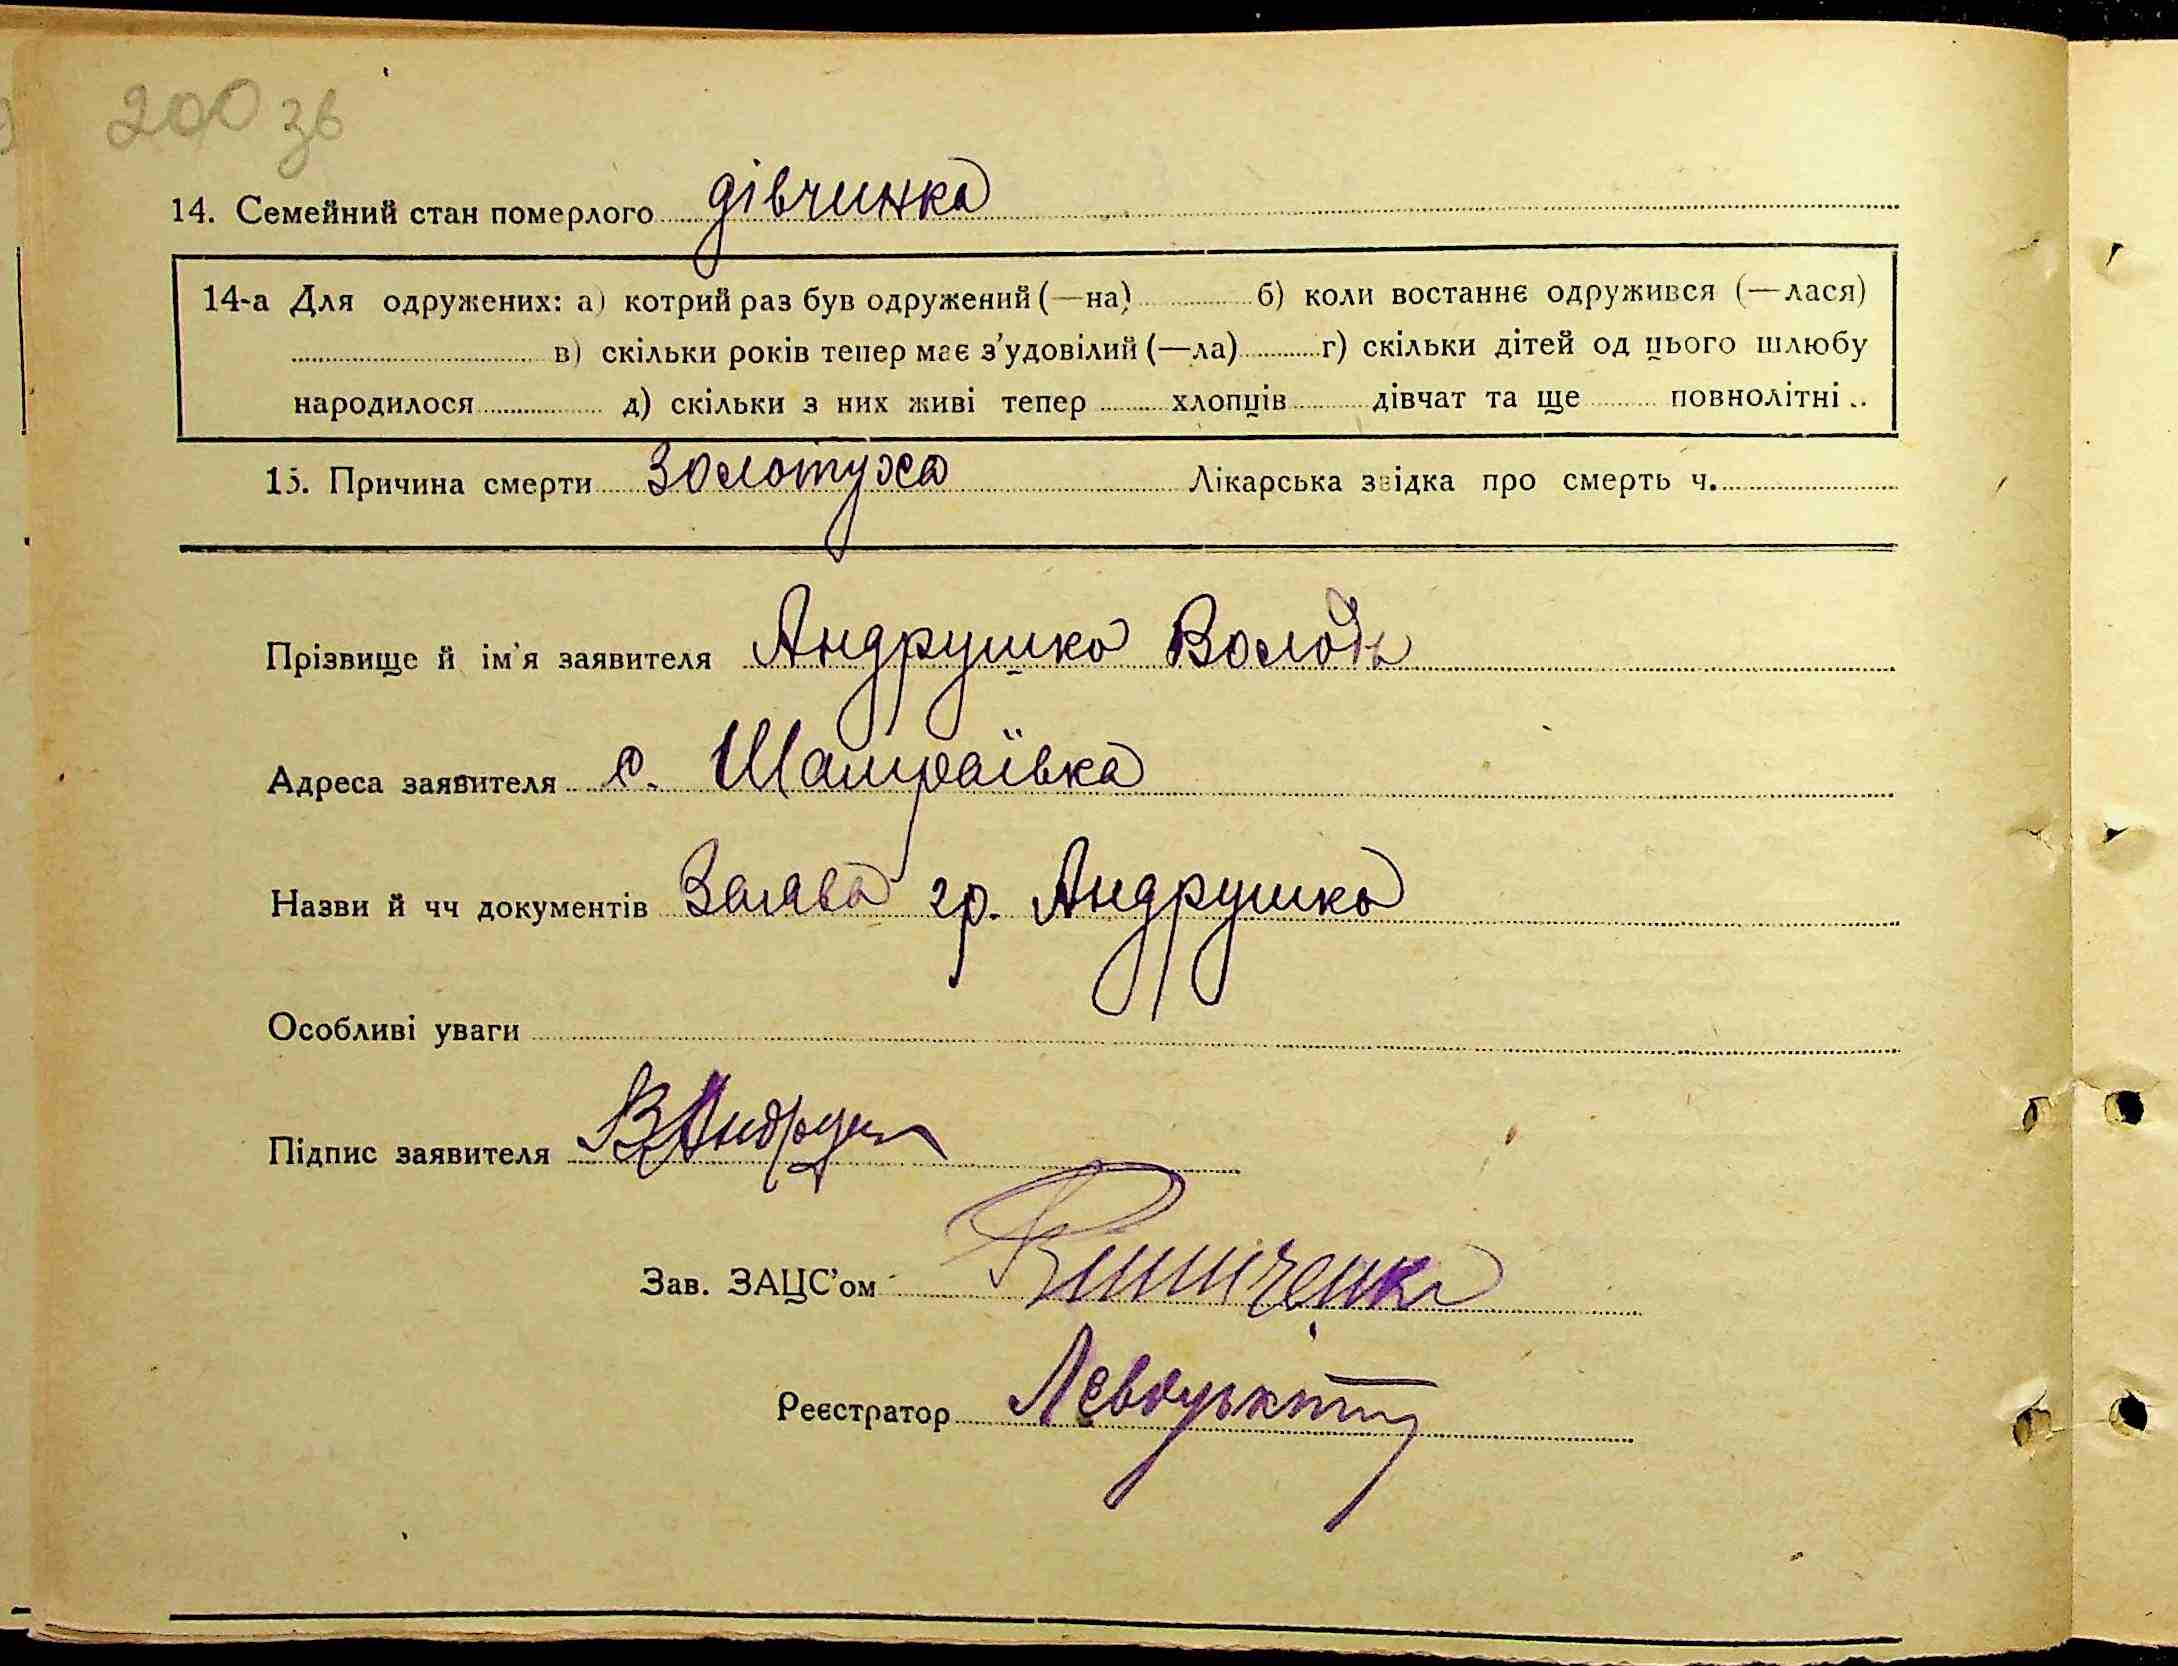 200 зв
14. Семейний стан померлого дівчинка
14-а Для одружених: а) котрий раз був одружений (—на) б) коли востаннє одружився (—лася)
в) скільки років тепер має з'удовілий (—ла) г) скільки дітей од цього шлюбу
народилося д) скільки з них живі тепер хлопців дівчат та ще повнолітні
15. Причина смерти золотуха Лікарська звідка про смерть ч.
Прізвище й ім'я заявителя Андрушко Володь
Адреса заявителя с. Шамраївка
Назви й чч документів Заява гр. Андрушко
Особливі уваги
Підпис заявителя ВАндру
Зав. ЗАЦС'ом
Реєстратор